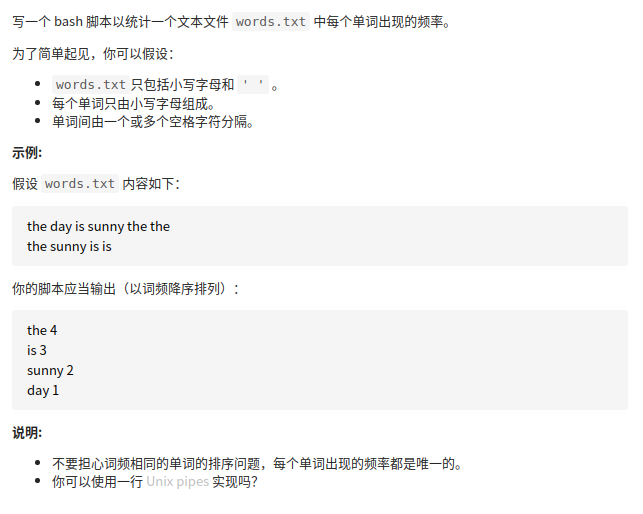 写一个 bash 脚本以统计一个文本文件 words.txt 中每个单词出现的频率。
为了简单起见，你可以假设：
words.txt只包括小写字母和 ' ' 。
每个单词只由小写字母组成。
单词间由一个或多个空格字符分隔。
示例:
假设 words.txt 内容如下：
the day is sunny the the
the sunny is is
你的脚本应当输出（以词频降序排列）：
the 4
is 3
sunny 2
day 1
说明:
不要担心词频相同的单词的排序问题，每个单词出现的频率都是唯一的。
你可以使用一行 Unix pipes 实现吗？